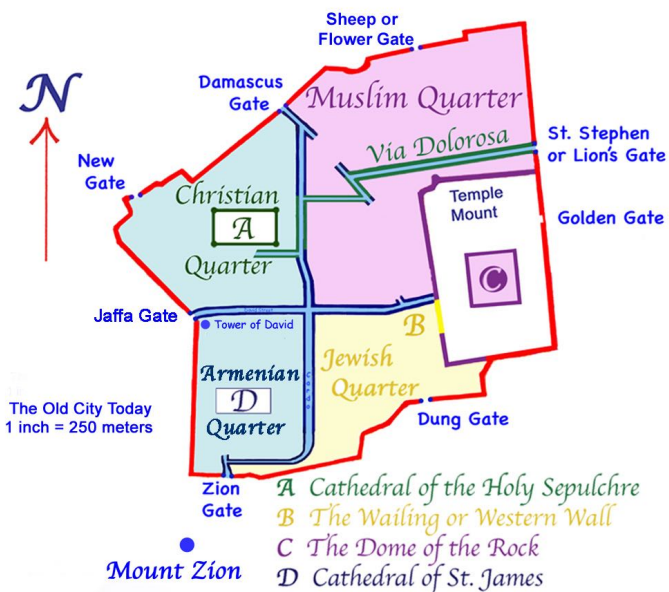 Sheep or
Flower Gate
N
Damascus
Gate
Muslim Quarter
Via Dolorosa
St. Stephen
or Lion's Gate
New
Gate
Christian
A
Quarter
Temple
Mount
Golden Gate
C
Jaffa Gate
Tower of David
B
Jewish
Quarter
Armenian
D
Quarter
Cardo
The Old City Today
1 inch = 250 meters
Dung Gate
Zion
Gate
Mount Zion
A Cathedral of the Holy Sepulchre
B The Wailing or Western Wall
C The Dome of the Rock
D Cathedral of St. James